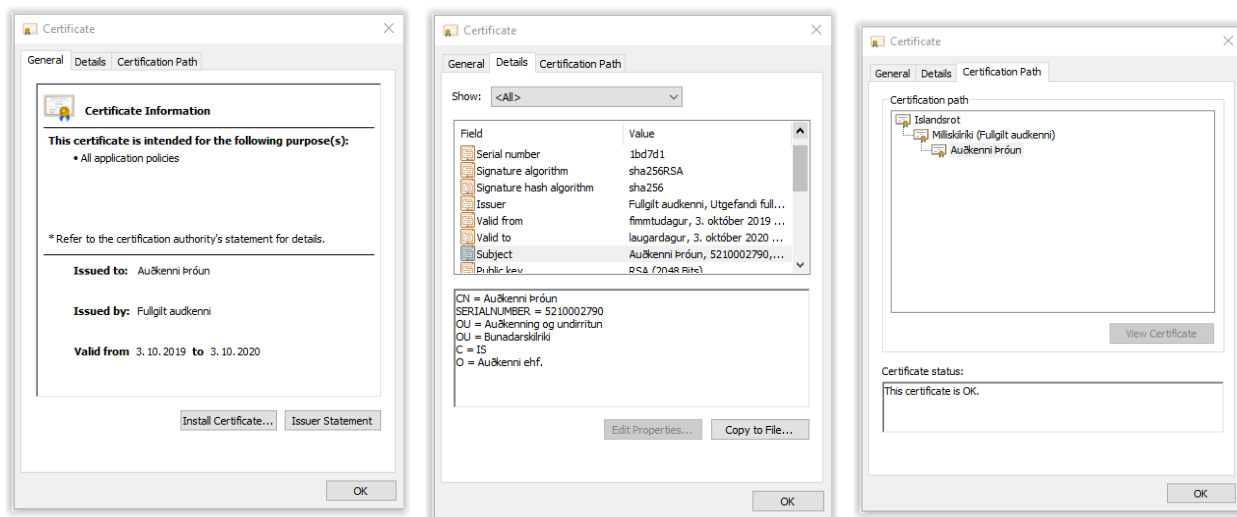 Certificate
General Details Certification Path
Certificate Information
This certificate is intended for the following purpose(s):
• All application policies
* Refer to the certification authority's statement for details.
Issued to: Auðkenni Þróun
Issued by: Fullgilt audkenni
Valid from 3. 10. 2019 to 3. 10. 2020
Install Certificate... Issuer Statement
OK
Certificate
General Details Certification Path
Show: <All>
Field Value
Serial number 1bd7d1
Signature algorithm sha256RSA
Signature hash algorithm sha256
Issuer Fullgilt audkenni, Utgefandi full...
Valid from fimmtudagur, 3. október 2019 ...
Valid to laugardagur, 3. október 2020 ...
Subject Auðkenni Þróun, 5210002790,...
Public key RSA (2048 Bits)
CN = Auðkenni Þróun
SERIALNUMBER = 5210002790
OU = Auðkenning og undirritun
OU = Bunadarskilriki
C = IS
O = Auðkenni ehf.
Edit Properties... Copy to File...
OK
Certificate
General Details Certification Path
Certification path
Islandsrot
Milliskilríki (Fullgilt audkenni)
Auðkenni Þróun
View Certificate
Certificate status:
This certificate is OK.
OK